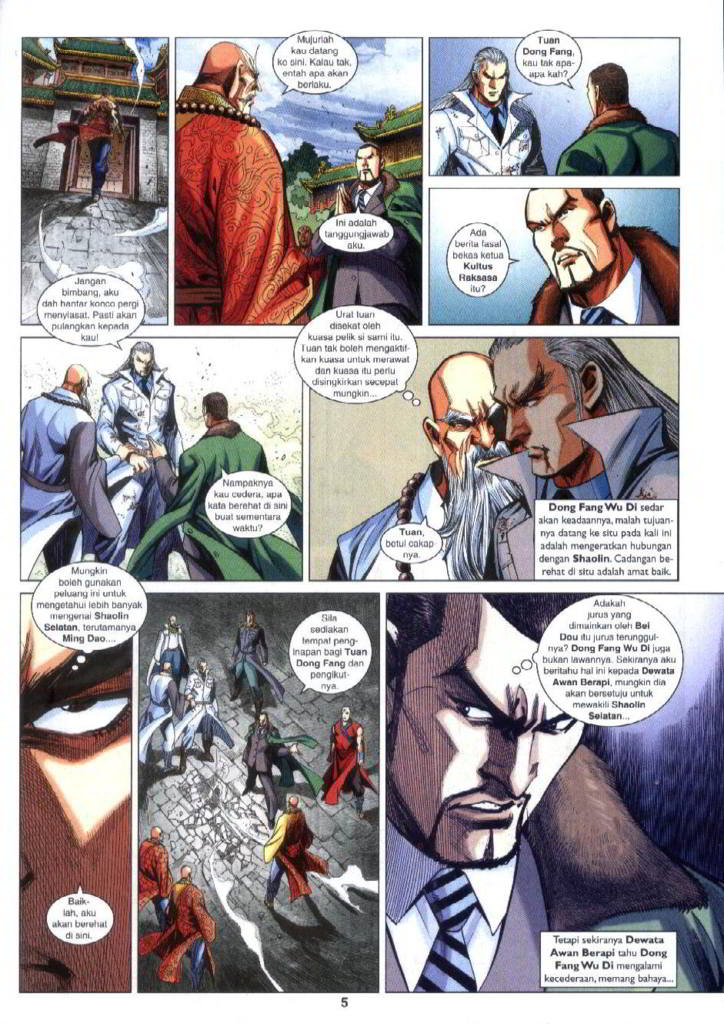 Jangan
bimbang, aku
dah hantar konco pergi
menyiasat. Pasti akan
pulangkan kepada
kau!
Mujurlah
kau datang
ke sini. Kalau tak,
entah apa akan
berlaku.
Ini adalah
tanggungjawab
aku.
Tuan
Dong Fang,
kau tak apa-
apa kah?
Ada
berita fasal
bekas ketua
Kultus
Raksasa
itu?
Nampaknya
kau cedera, apa
kata berehat di sini
buat sementara
waktu?
Urat tuan
disekat oleh
kuasa pelik si sami itu.
Tuan tak boleh mengaktif-
kan kuasa untuk merawat
dan kuasa itu perlu
disingkirkan secepat
mungkin...
Tuan,
betul cakap
nya.
Dong Fang Wu Di sedar
akan keadaannya, malah tujuan-
nya datang ke situ pada kali ini
adalah mengeratkan hubungan
dengan Shaolin. Cadangan be-
rehat di situ adalah amat baik.
Mungkin
boleh gunakan
peluang ini untuk
mengetahui lebih banyak
mengenai Shaolin
Selatan, terutamanya
Ming Dao....
Baik-
lah, aku
akan berehat
di sini.
Sila
sediakan
tempat peng-
inapan bagi Tuan
Dong Fang dan
pengikut-
nya.
Adakah
jurus yang
dimainkan oleh Bei
Dou itu jurus terunggul-
nya? Dong Fang Wu Di juga
bukan lawannya. Sekiranya aku
beritahu hal ini kepada Dewata
Awan Berapi, mungkin dia
akan bersetuju untuk
mewakili Shaolin
Selatan...
Tetapi sekiranya Dewata
Awan Berapi tahu Dong
Fang Wu Di mengalami
kecederaan, memang bahaya...
5